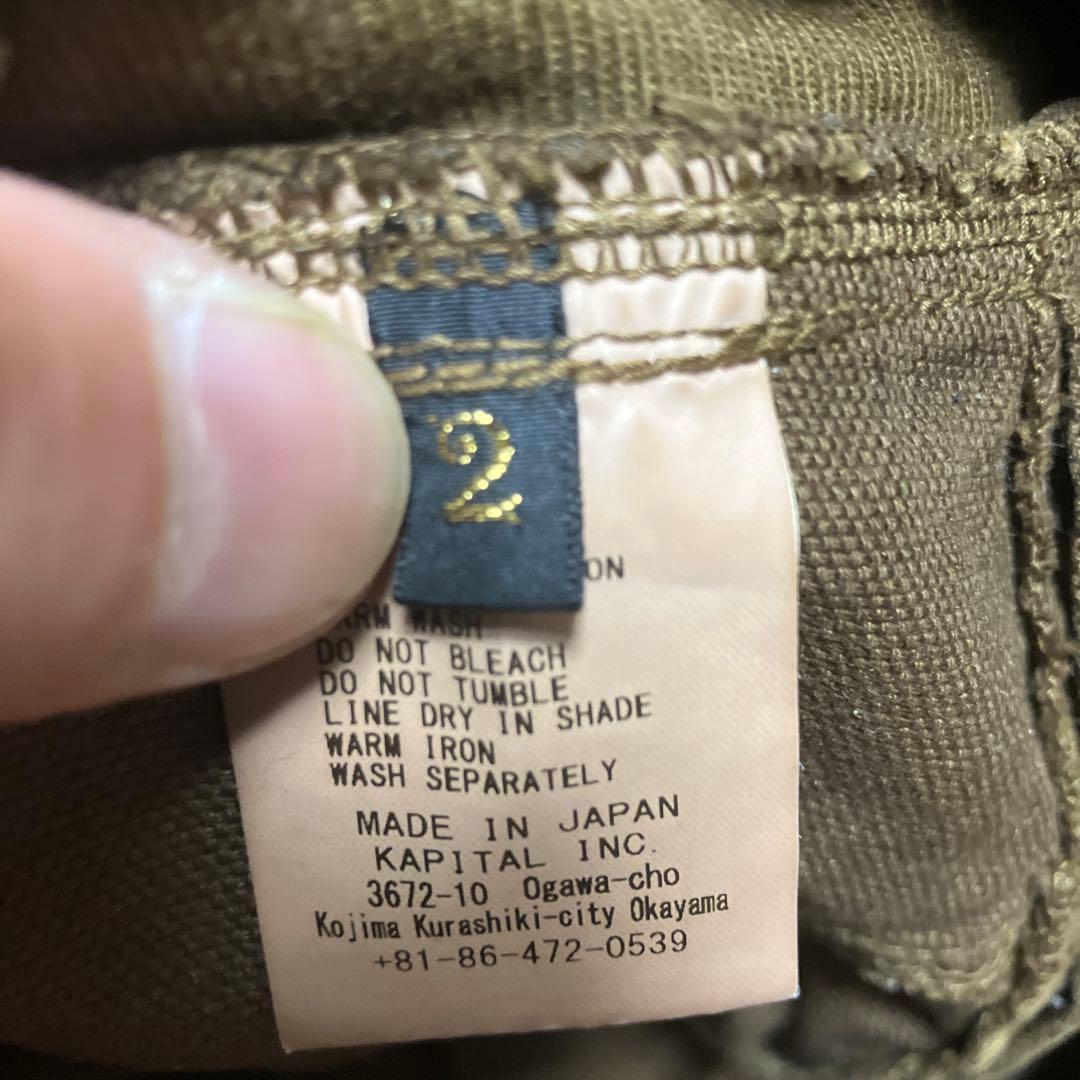 2
WASH
DO NOT BLEACH
DO NOT TUMBLE
LINE DRY IN SHADE
WARM IRON
WASH SEPARATELY
MADE IN JAPAN
KAPITAL INC.
3672-10 Ogawa-cho
Kojima Kurashiki-city Okayama
+81-86-472-0539